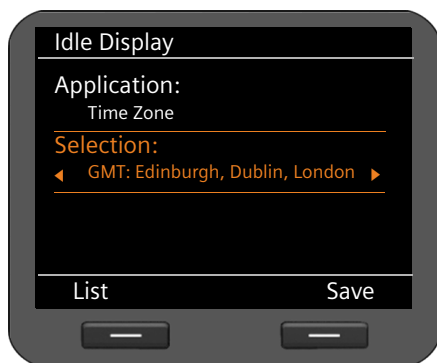 Idle Display
Application:
Time Zone
Selection:
GMT: Edinburgh, Dublin, London
List Save